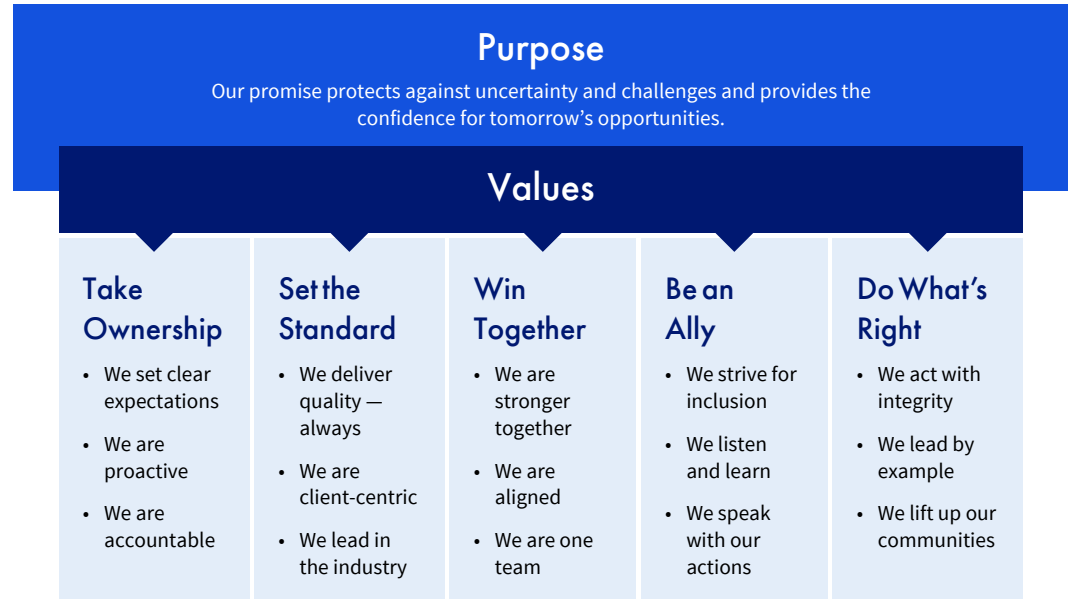 Purpose
Our promise protects against uncertainty and challenges and provides the
confidence for tomorrow’s opportunities.
Values
Take
Ownership
• We set clear
expectations
• We are
proactive
• We are
accountable
Set the
Standard
• We deliver
quality —
always
• We are
client-centric
• We lead in
the industry
Win
Together
• We are
stronger
together
• We are
aligned
• We are one
team
Be an
Ally
• We strive for
inclusion
• We listen
and learn
• We speak
with our
actions
Do What’s
Right
• We act with
integrity
• We lead by
example
• We lift up our
communities